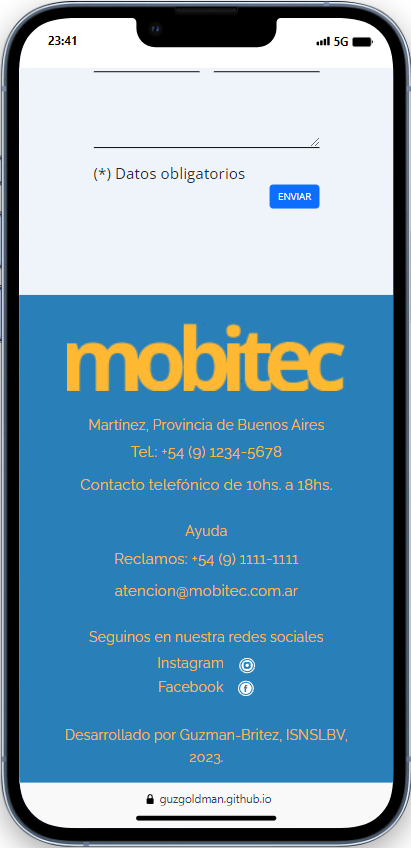 23:41
5G
(*) Datos obligatorios
ENVIAR
mobitec
Martínez, Provincia de Buenos Aires
Tel.: +54 (9) 1234-5678
Contacto telefónico de 10hs. a 18hs.
Ayuda
Reclamos: +54 (9) 1111-1111
atencion@mobitec.com.ar
Seguinos en nuestra redes sociales
Instagram
Facebook
Desarrollado por Guzman-Britez, ISNSLBV,
2023.
guzgoldman.github.io